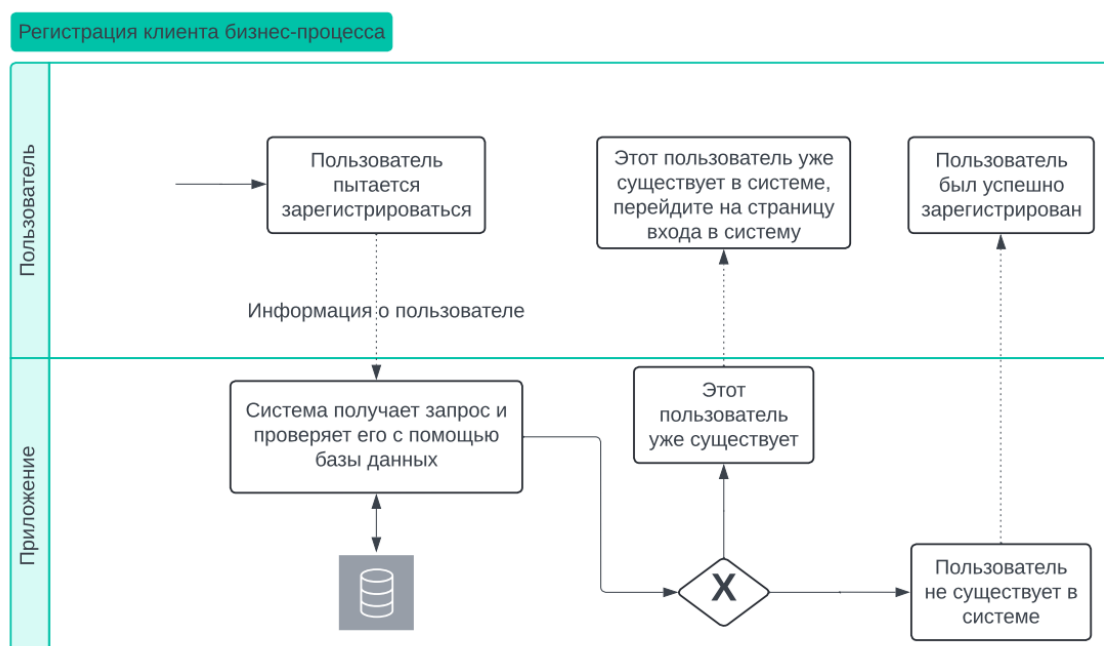 Регистрация клиента бизнес-процесса
Пользователь
Пользователь
пытается
зарегистрироваться
Этот пользователь уже
существует в системе,
перейдите на страницу
входа в систему
Пользователь
был успешно
зарегистрирован
Информация о пользователе
Приложение
Система получает запрос и
проверяет его с помощью
базы данных
Этот
пользователь
уже существует
X
Пользователь
не существует в
системе